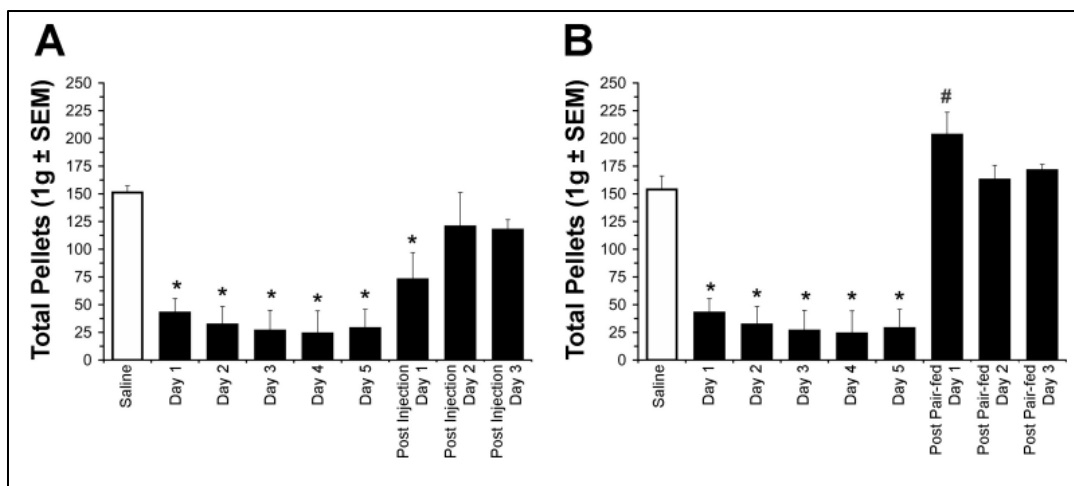 A
Total Pellets (1g ± SEM)
250
225
200
175
150
125
100
75
50
25
0
*
*
*
*
*
*
Saline
Day 1
Day 2
Day 3
Day 4
Day 5
Post Injection
Day 1
Post Injection
Day 2
Post Injection
Day 3
B
Total Pellets (1g ± SEM)
250
225
200
175
150
125
100
75
50
25
0
*
*
*
*
*
#
Saline
Day 1
Day 2
Day 3
Day 4
Day 5
Post Pair-fed
Day 1
Post Pair-fed
Day 2
Post Pair-fed
Day 3